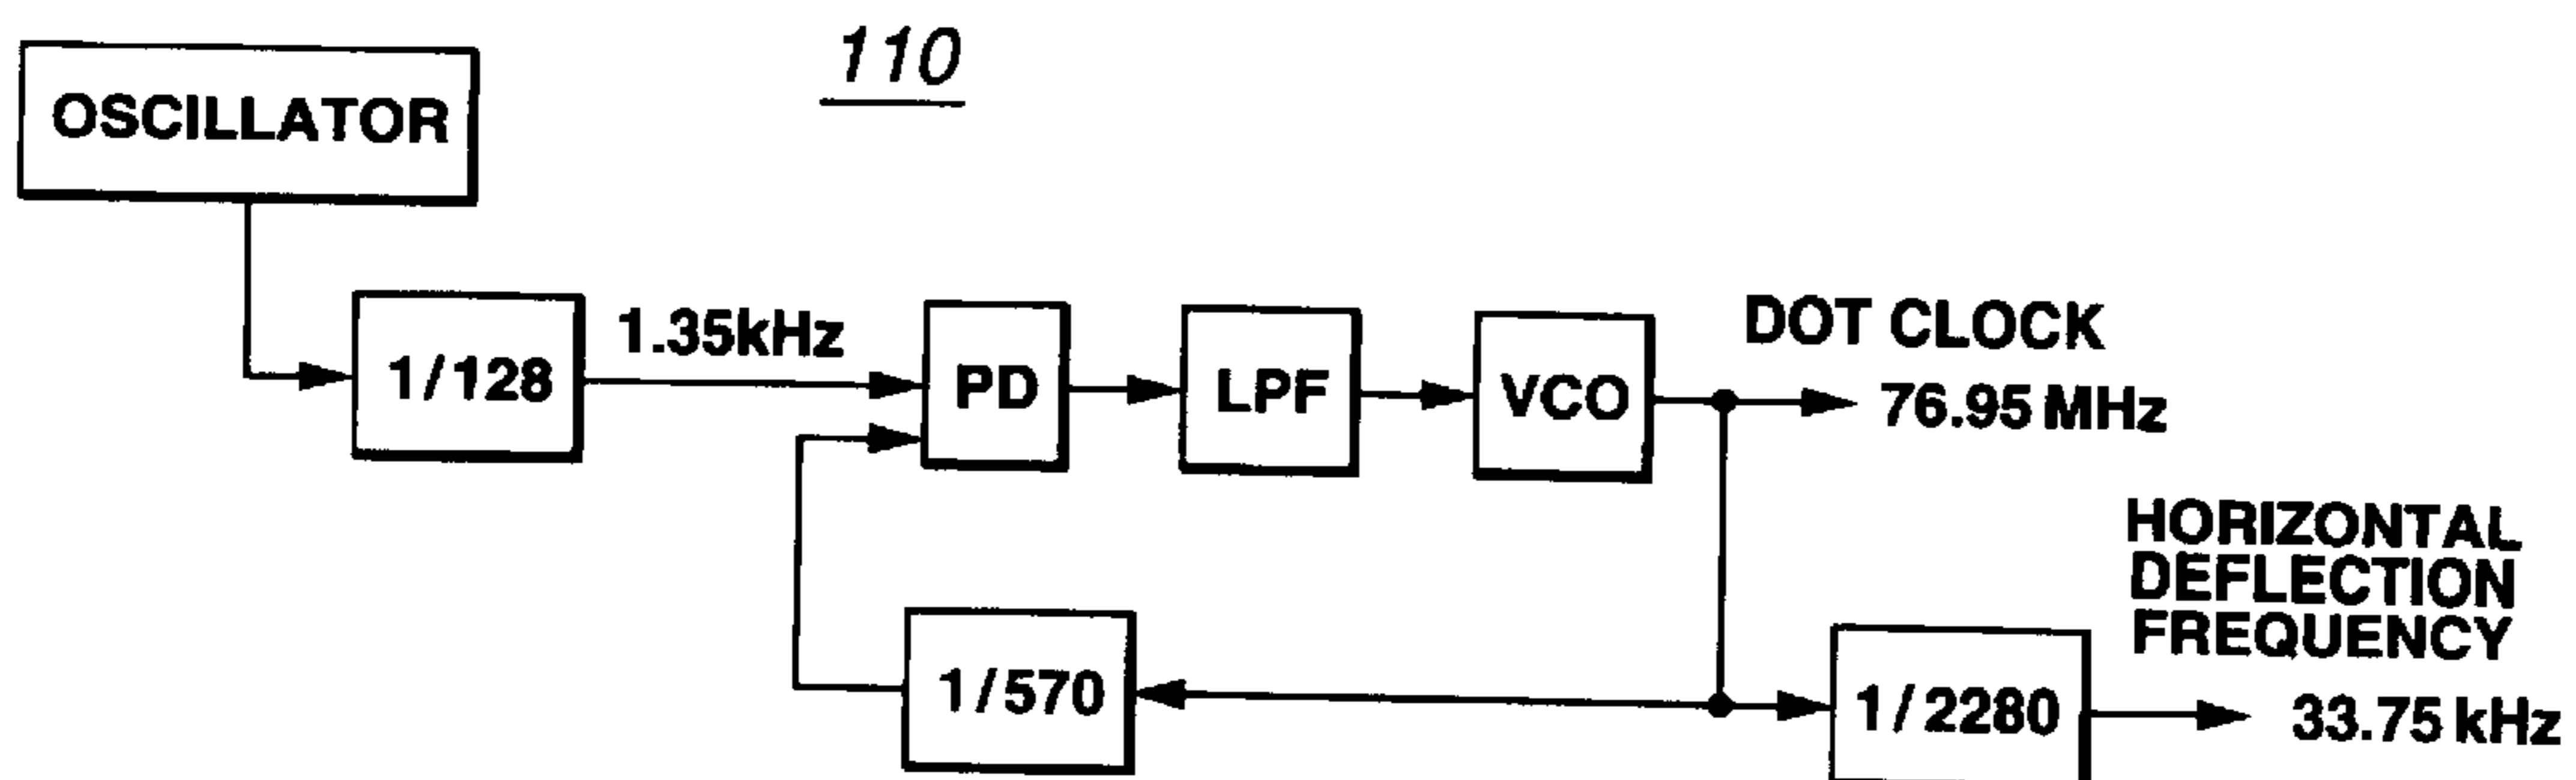 110
OSCILLATOR
1/128
1.35kHz
PD
LPF
VCO
DOT CLOCK
76.95 MHz
HORIZONTAL
DEFLECTION
FREQUENCY
1/570
1/2280
33.75 kHz